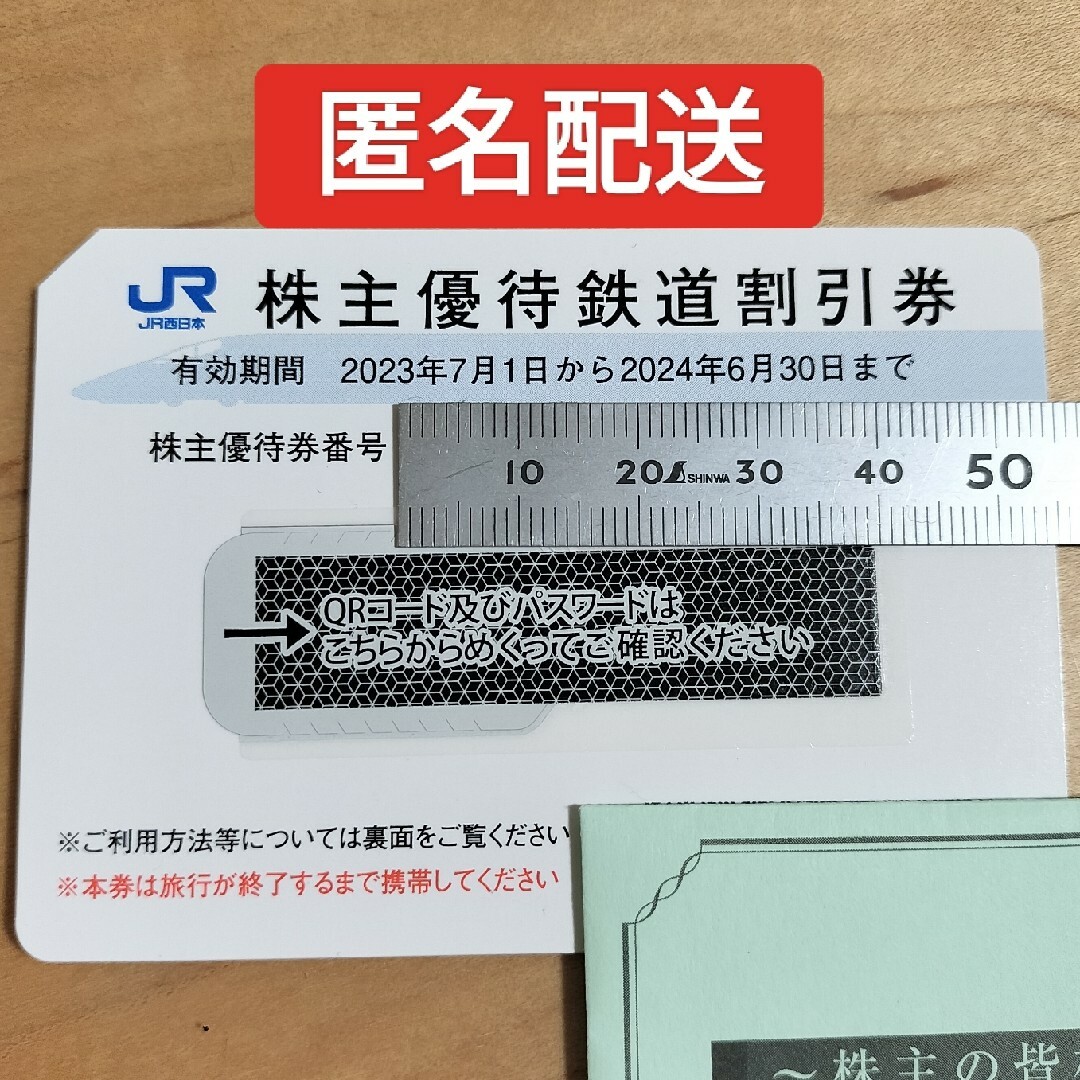 匿名配送
JR 株主優待鉄道割引券
JR西日本
有効期間 2023年7月1日から2024年6月30日まで
株主優待券番号
10 20 SHINWA 30 40 50
→ QRコード及びパスワードは
こちらからめくってご確認ください
※ご利用方法等については裏面をご覧ください
※本券は旅行が終了するまで携帯してください
～株主の皆